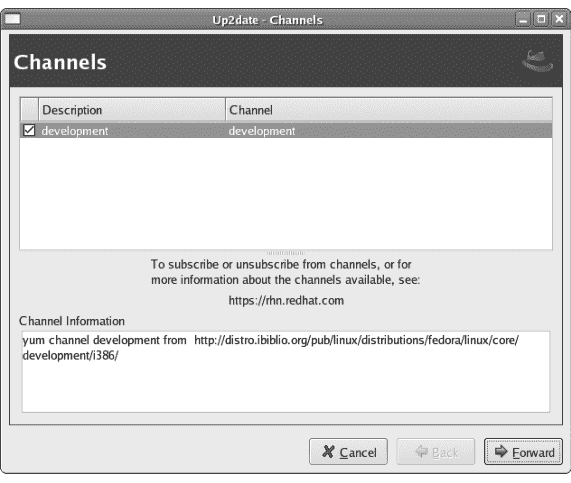 Up2date - Channels
Channels
Description Channel
development development
To subscribe or unsubscribe from channels, or for
more information about the channels available, see:
https://rhn.redhat.com
Channel Information
yum channel development from http://distro.ibiblio.org/pub/linux/distributions/fedora/linux/core/
development/i386/
Cancel Back Forward